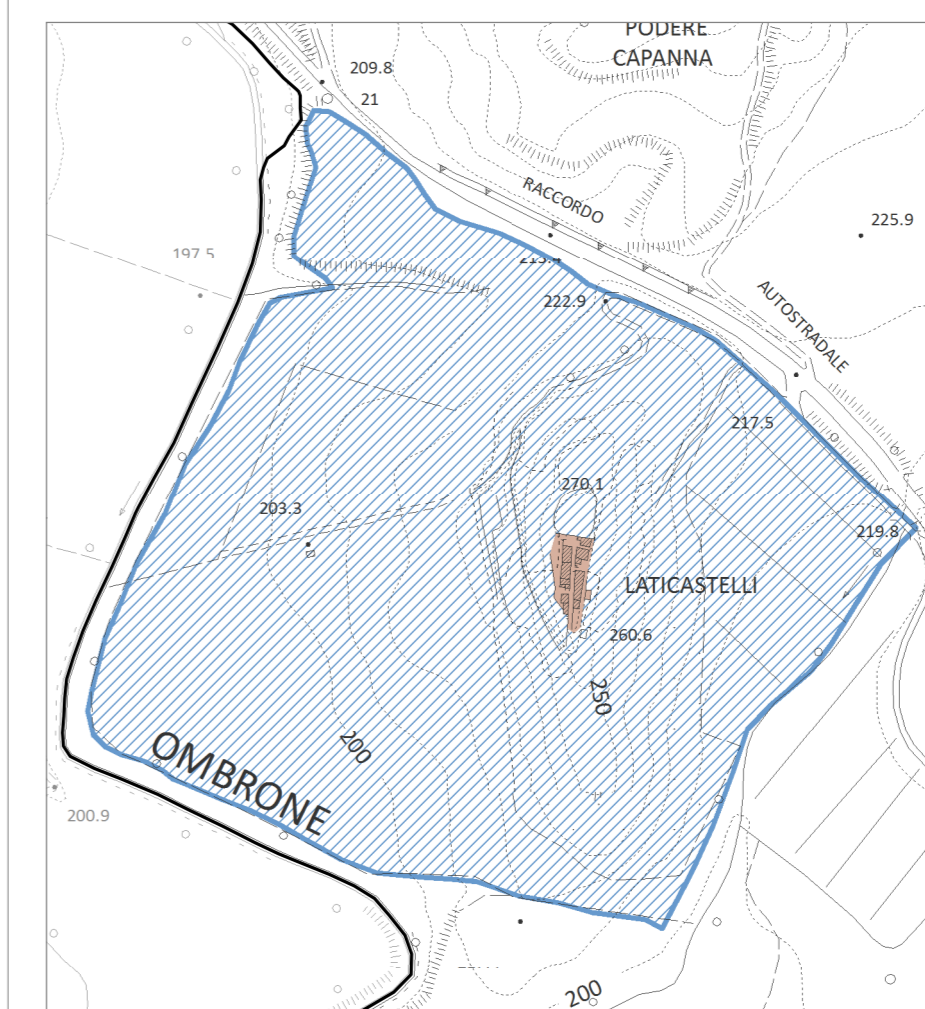 PODERE
CAPANNA
209.8
21
RACCORDO
225.9
197.5
222.9
AUTOSTRADALE
217.5
270.1
203.3
219.8
LATICASTELLI
260.6
250
200
OMBRONE
200.9
200